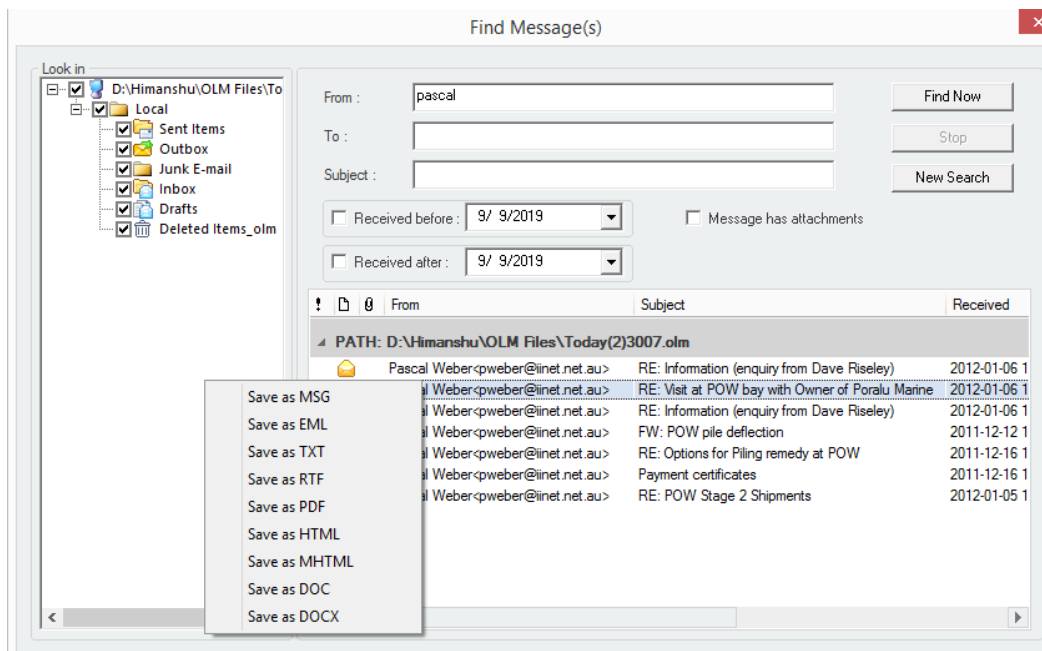 Find Message(s)
Look in
D:\Himanshu\OLM Files\To
Local
Sent Items
Outbox
Junk E-mail
Inbox
Drafts
Deleted Items_olm
From :
pascal
Find Now
To :
Stop
Subject :
New Search
Received before :
9/ 9/2019
Message has attachments
Received after :
9/ 9/2019
! From Subject Received
PATH: D:\Himanshu\OLM Files\Today(2)3007.olm
Pascal Weber<pweber@iinet.net.au> RE: Information (enquiry from Dave Riseley) 2012-01-06 1
al Weber<pweber@iinet.net.au> RE: Visit at POW bay with Owner of Poralu Marine 2012-01-06 1
al Weber<pweber@iinet.net.au> RE: Information (enquiry from Dave Riseley) 2012-01-06 1
al Weber<pweber@iinet.net.au> FW: POW pile deflection 2011-12-12 1
al Weber<pweber@iinet.net.au> RE: Options for Piling remedy at POW 2011-12-16 1
al Weber<pweber@iinet.net.au> Payment certificates 2011-12-16 1
al Weber<pweber@iinet.net.au> RE: POW Stage 2 Shipments 2012-01-05 1
Save as MSG
Save as EML
Save as TXT
Save as RTF
Save as PDF
Save as HTML
Save as MHTML
Save as DOC
Save as DOCX